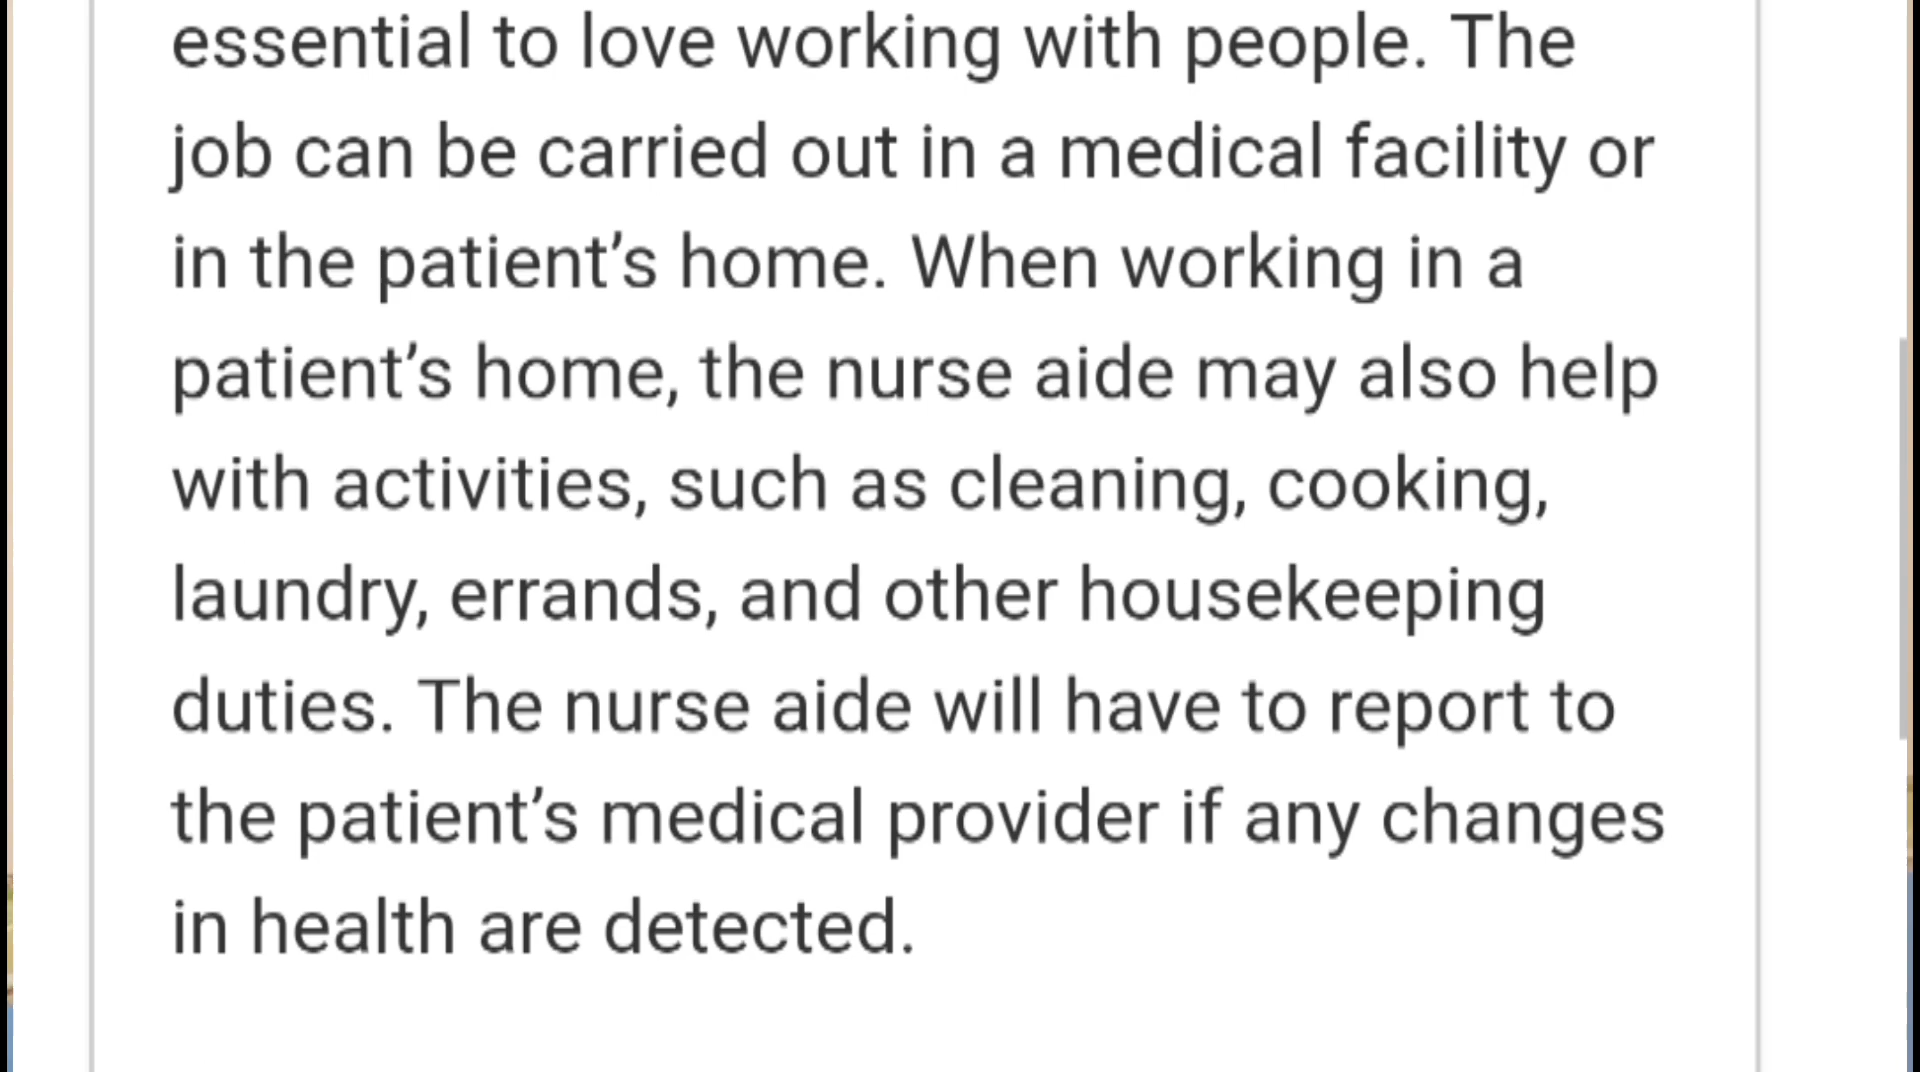 essential to love working with people. The
job can be carried out in a medical facility or
in the patient’s home. When working in a
patient’s home, the nurse aide may also help
with activities, such as cleaning, cooking,
laundry, errands, and other housekeeping
duties. The nurse aide will have to report to
the patient’s medical provider if any changes
in health are detected.